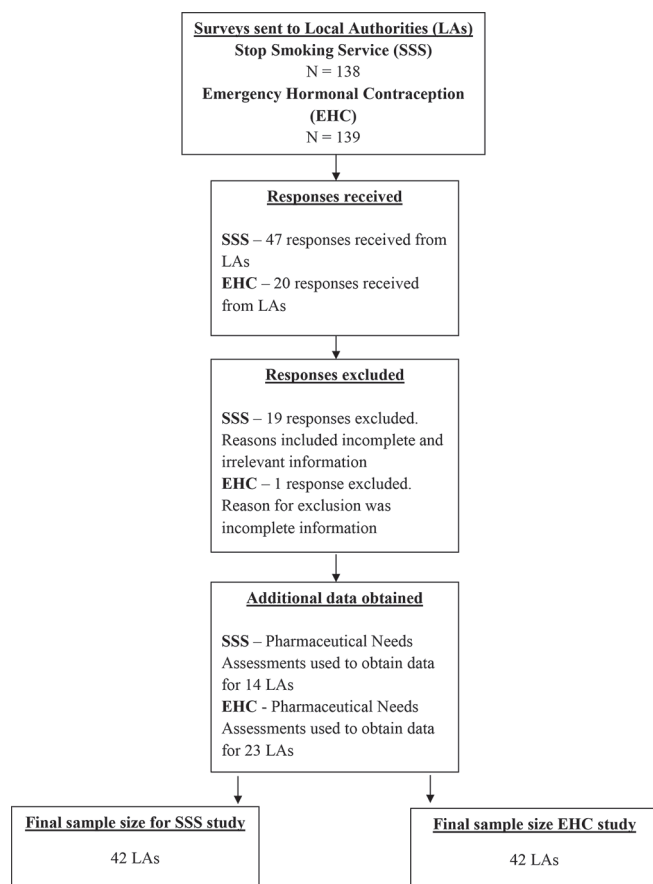 Surveys sent to Local Authorities (LAs)
Stop Smoking Service (SSS)
N = 138
Emergency Hormonal Contraception
(EHC)
N = 139
Responses received
SSS – 47 responses received from
LAs
EHC – 20 responses received
from LAs
Responses excluded
SSS – 19 responses excluded.
Reasons included incomplete and
irrelevant information
EHC – 1 response excluded.
Reason for exclusion was
incomplete information
Additional data obtained
SSS – Pharmaceutical Needs
Assessments used to obtain data
for 14 LAs
EHC - Pharmaceutical Needs
Assessments used to obtain data
for 23 LAs
Final sample size for SSS study
42 LAs
Final sample size EHC study
42 LAs